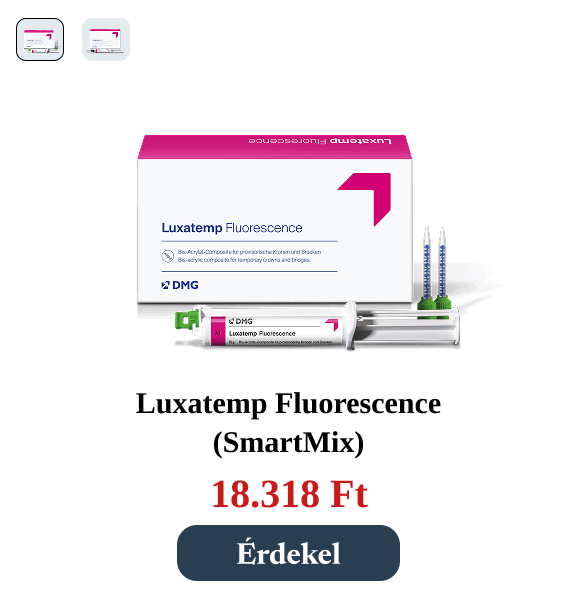 Luxatemp Fluorescence
Luxatemp Fluorescence
Bis-Acrylat-Composite für provisorische Kronen und Brücken
Bis-acrylic composite for temporary crowns and bridges
DMG
DMG
Luxatemp Fluorescence
Luxatemp Fluorescence
(SmartMix)
18.318 Ft
Érdekel